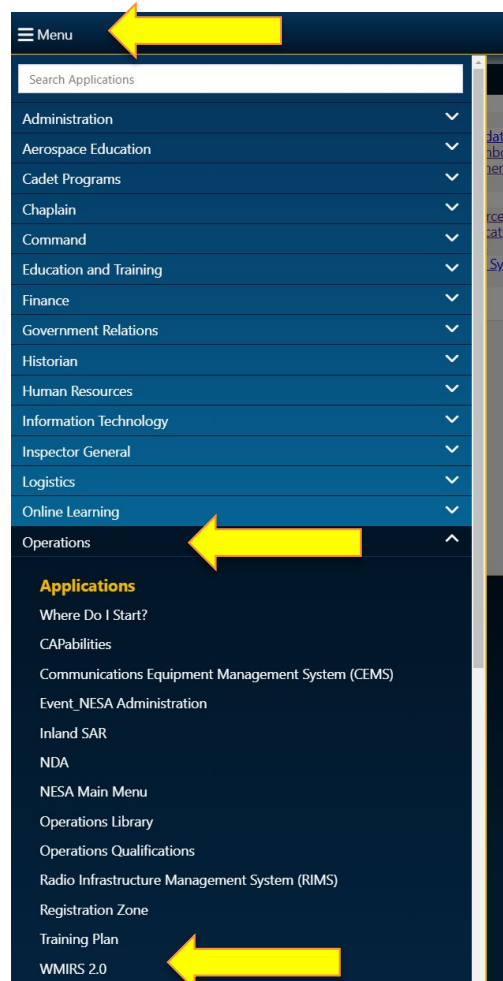 Menu
Search Applications
Administration
Aerospace Education
Cadet Programs
Chaplain
Command
Education and Training
Finance
Government Relations
Historian
Human Resources
Information Technology
Inspector General
Logistics
Online Learning
Operations
Applications
Where Do I Start?
CAPabilities
Communications Equipment Management System (CEMS)
Event_NESA Administration
Inland SAR
NDA
NESA Main Menu
Operations Library
Operations Qualifications
Radio Infrastructure Management System (RIMS)
Registration Zone
Training Plan
WMIRS 2.0